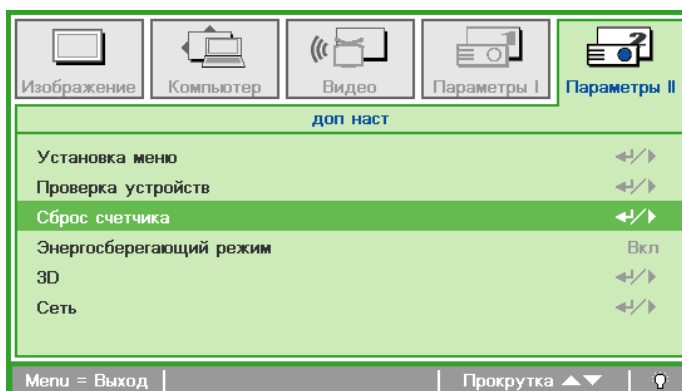 Изображение Компьютер Видео Параметры I Параметры II
доп наст
Установка меню
Проверка устройств
Сброс счетчика
Энергосберегающий режим Вкл
3D
Сеть
Menu = Выход Прокрутка